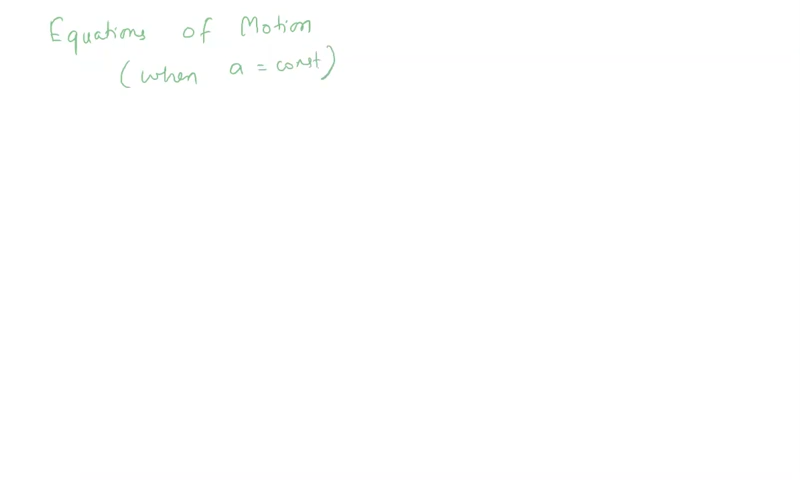 Equations of Motion
(when a = const)